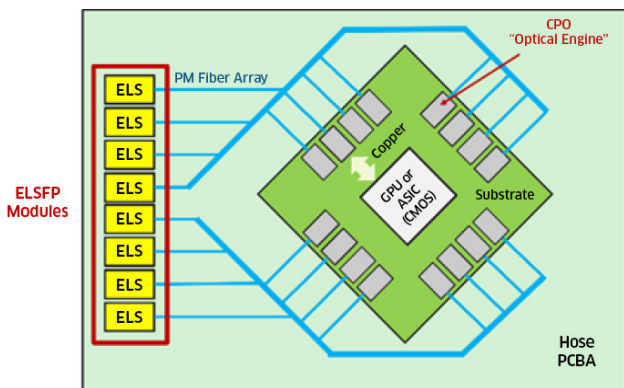 CPO
"Optical Engine"
PM Fiber Array
ELS
ELS
ELS
ELS
ELS
ELS
ELS
ELS
ELSFP
Modules
Copper
GPU or
ASIC
(CMOS)
Substrate
Hose
PCBA